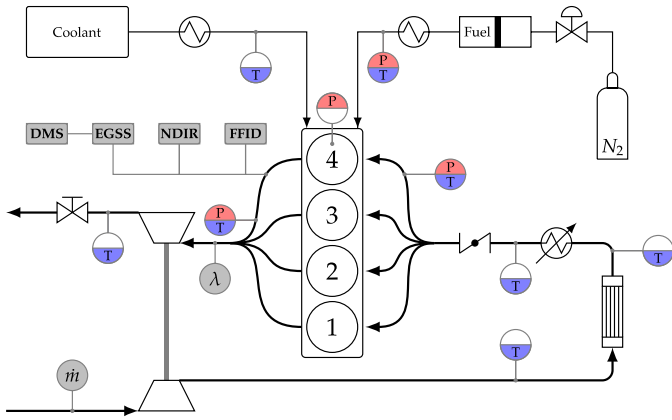 Coolant
Fuel
P
T
T
P
N₂
DMS
EGSS
NDIR
FFID
4
P
T
P
T
3
T
T
λ
T
2
1
T
ṁ